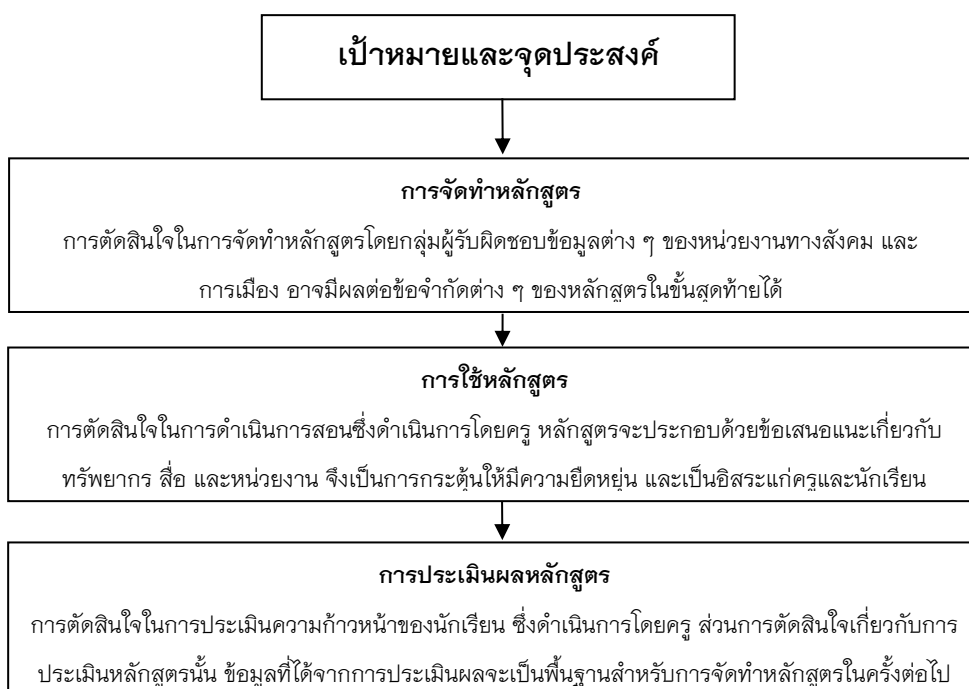 เป้าหมายและจุดประสงค์
การจัดทำหลักสูตร
การตัดสินใจในการจัดทำหลักสูตรโดยกลุ่มผู้รับผิดชอบข้อมูลต่าง ๆ ของหน่วยงานทางสังคม และ
การเมือง อาจมีผลต่อข้อจำกัดต่าง ๆ ของหลักสูตรในขั้นสุดท้ายได้
การใช้หลักสูตร
การตัดสินใจในการดำเนินการสอนซึ่งดำเนินการโดยครู หลักสูตรจะประกอบด้วยข้อเสนอแนะเกี่ยวกับ
ทรัพยากร สื่อ และหน่วยงาน จึงเป็นการกระตุ้นให้มีความยืดหยุ่น และเป็นอิสระแก่ครูและนักเรียน
การประเมินผลหลักสูตร
การตัดสินใจในการประเมินความก้าวหน้าของนักเรียน ซึ่งดำเนินการโดยครู ส่วนการตัดสินใจเกี่ยวกับการ
ประเมินหลักสูตรนั้น ข้อมูลที่ได้จากการประเมินผลจะเป็นพื้นฐานสำหรับการจัดทำหลักสูตรในครั้งต่อไป